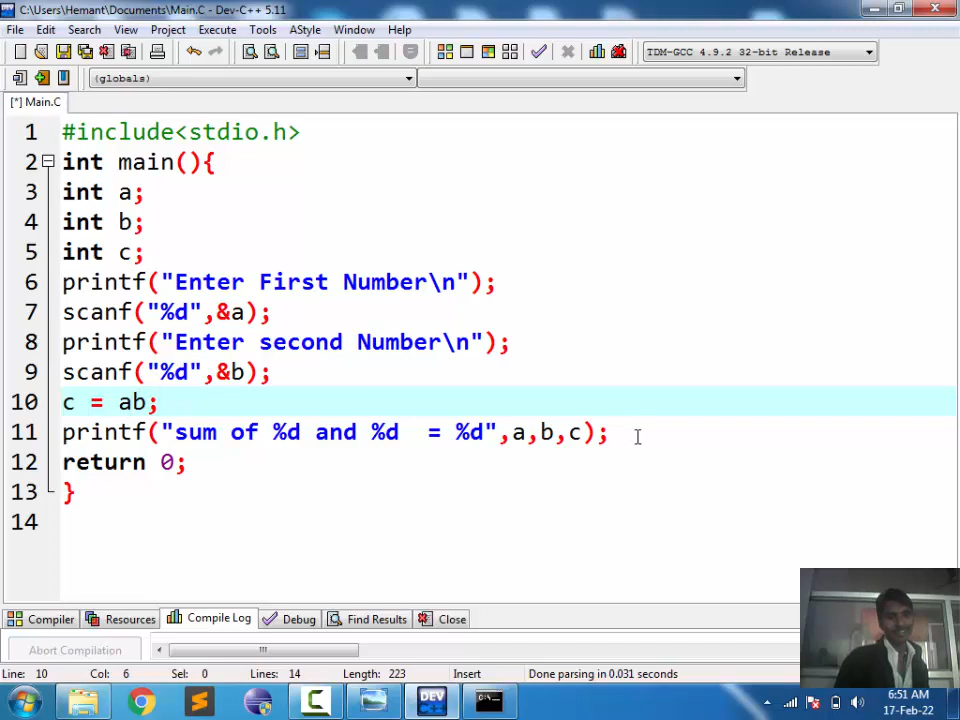 C:\Users\Hemant\Documents\Main.C - Dev-C++ 5.11
File Edit Search View Project Execute Tools AStyle Window Help
TDM-GCC 4.9.2 32-bit Release
(globals)
[*] Main.C
1 #include<stdio.h>
2 int main(){
3 int a;
4 int b;
5 int c;
6 printf("Enter First Number\n");
7 scanf("%d",&a);
8 printf("Enter second Number\n");
9 scanf("%d",&b);
10 c = ab;
11 printf("sum of %d and %d  = %d",a,b,c);
12 return 0;
13 }
14
Compiler Resources Compile Log Debug Find Results Close
Abort Compilation
Line: 10 Col: 6 Sel: 0 Lines: 14 Length: 223 Insert Done parsing in 0.031 seconds
DEV C++
C:\
6:51 AM
17-Feb-22